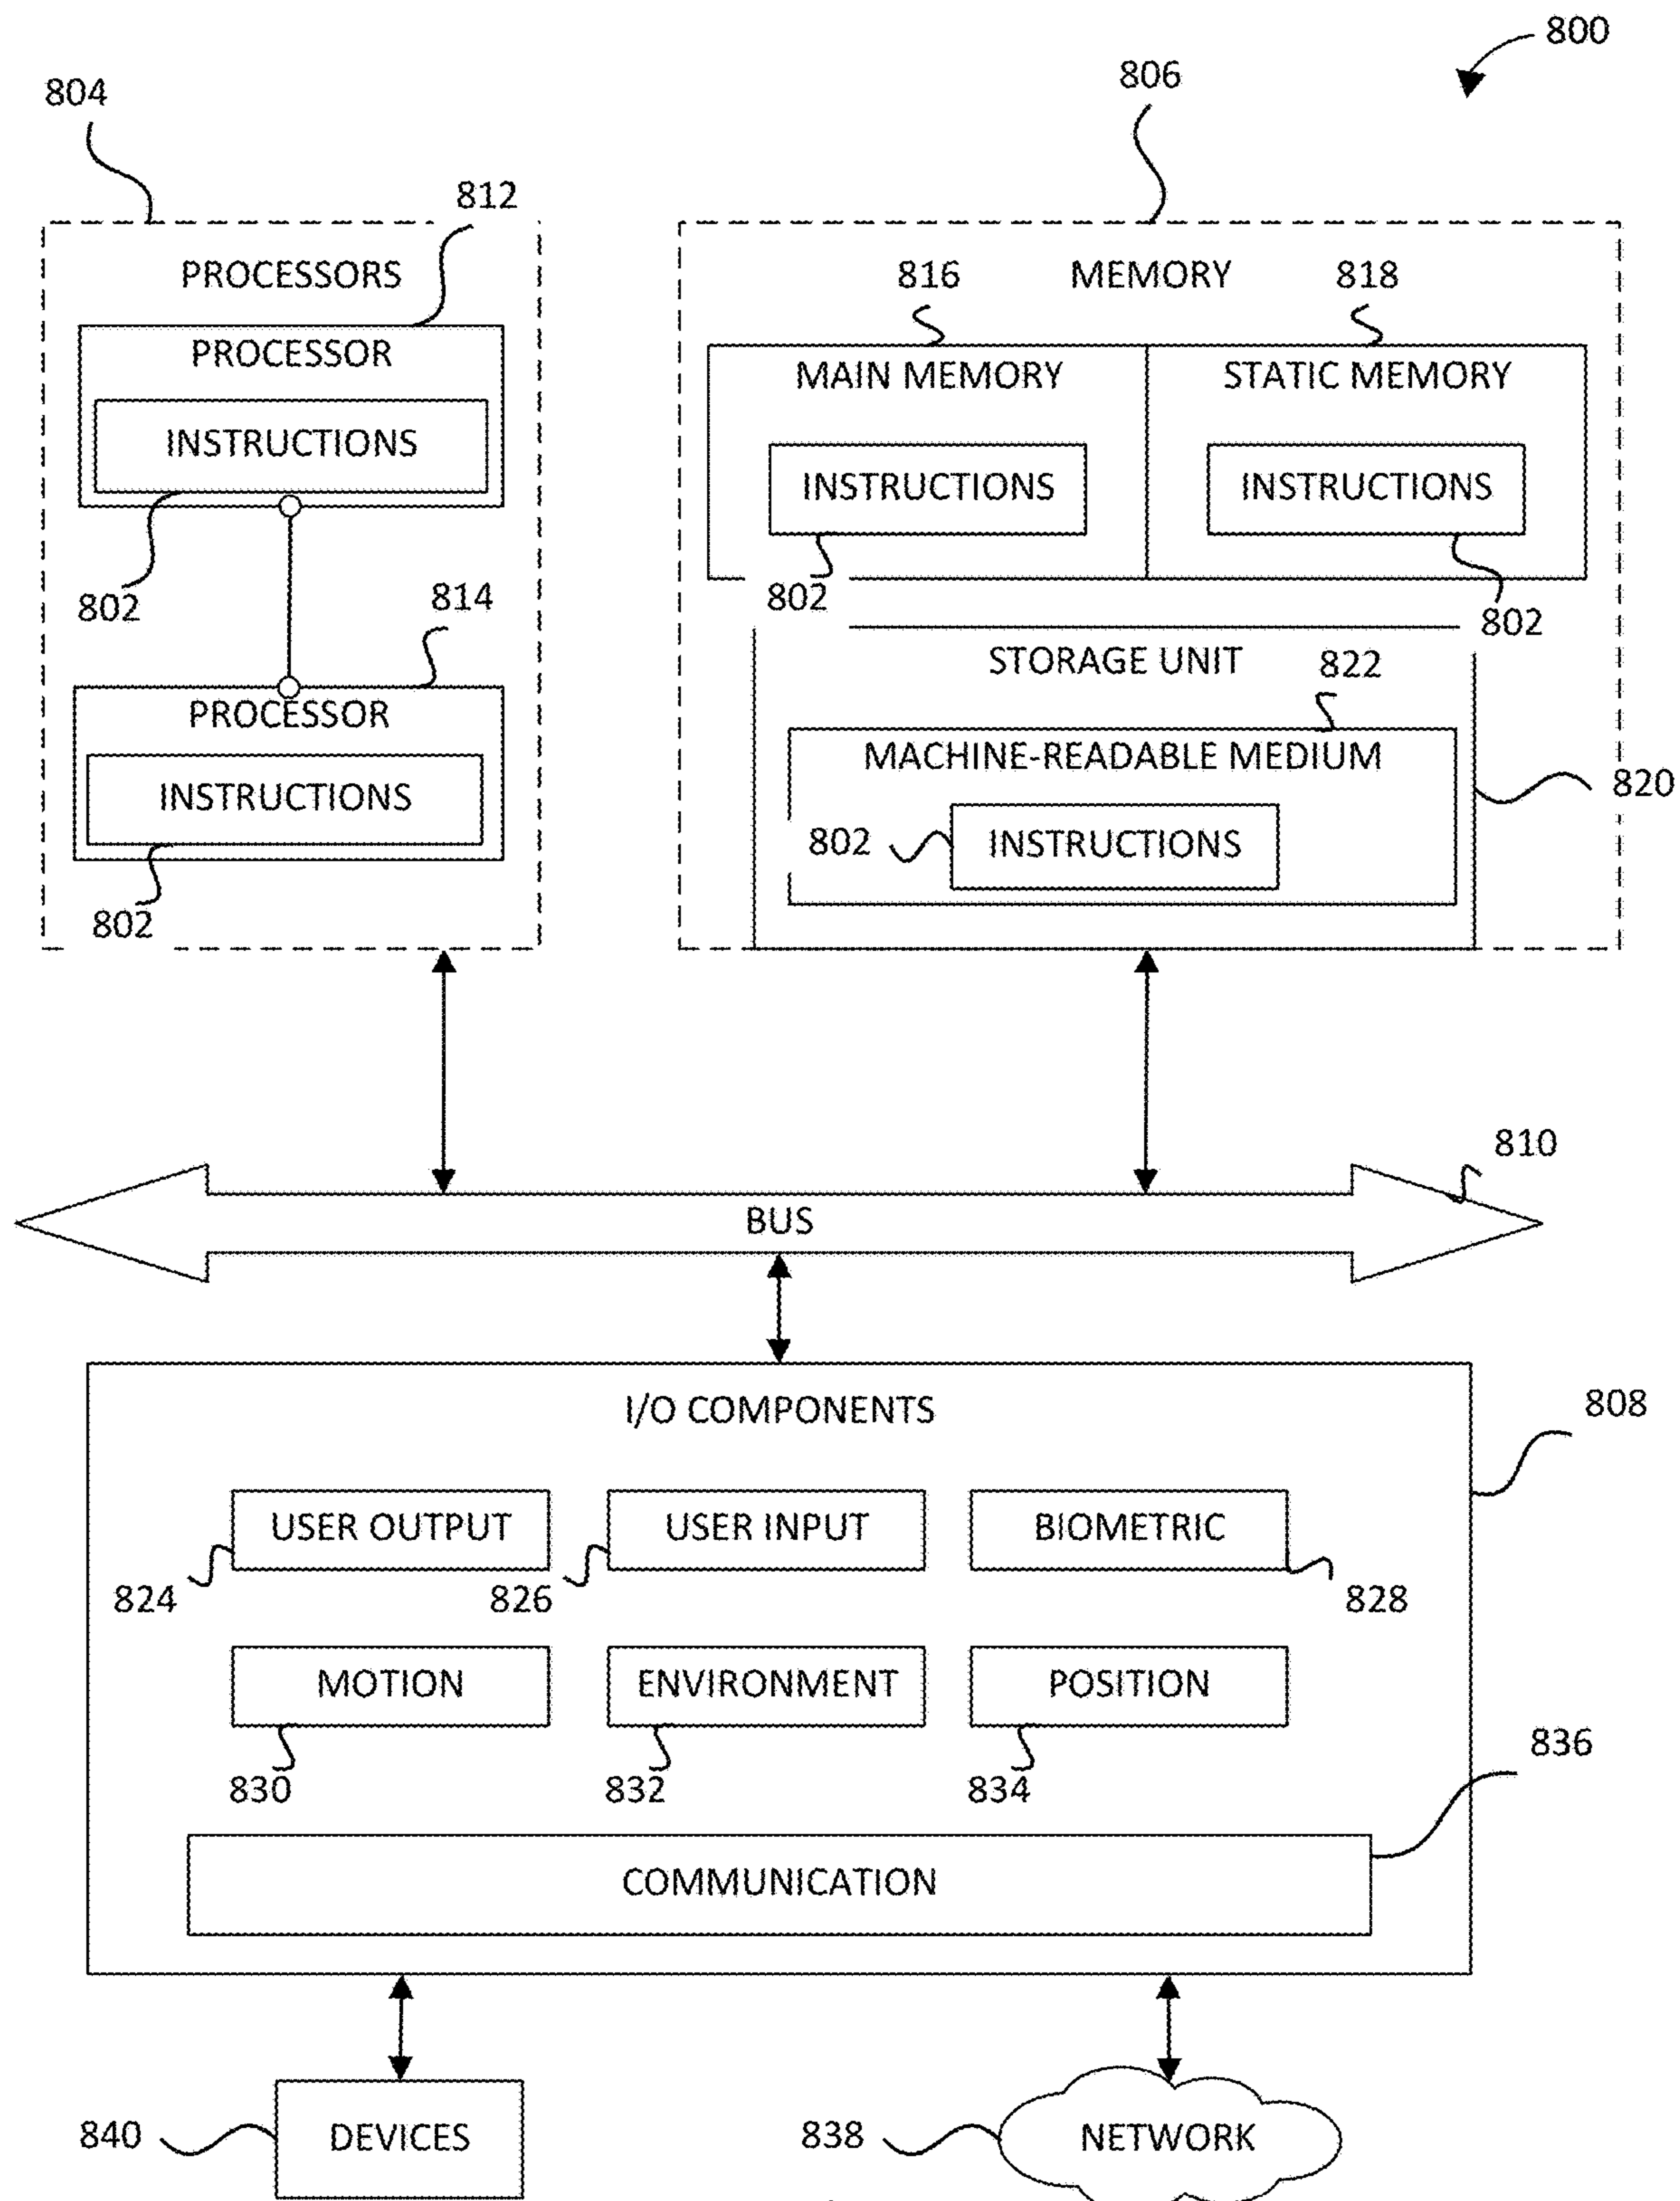 800
806
804
812
PROCESSORS
816 MEMORY 818
PROCESSOR
MAIN MEMORY STATIC MEMORY
INSTRUCTIONS
INSTRUCTIONS INSTRUCTIONS
802 814 802 802
STORAGE UNIT 822
PROCESSOR
MACHINE-READABLE MEDIUM
820
INSTRUCTIONS
802 INSTRUCTIONS
802
810
BUS
I/O COMPONENTS
808
USER OUTPUT USER INPUT BIOMETRIC
824 826 828
MOTION ENVIRONMENT POSITION
836
830 832 834
COMMUNICATION
840 DEVICES 838 NETWORK